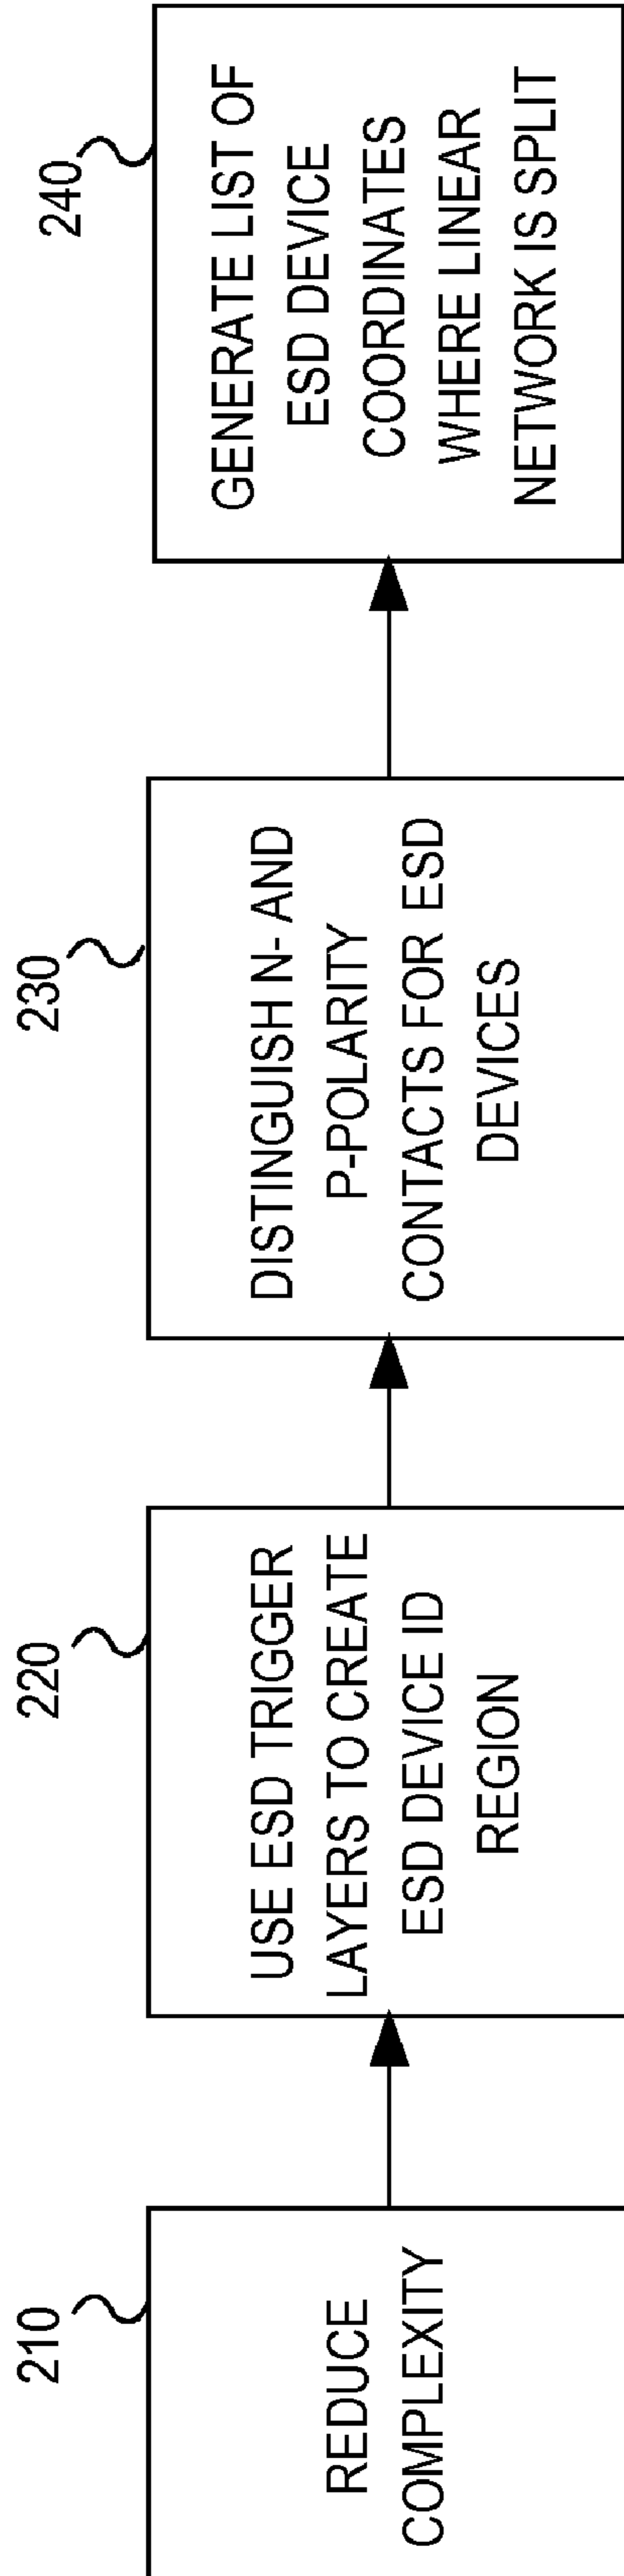 210
REDUCE
COMPLEXITY
220
USE ESD TRIGGER
LAYERS TO CREATE
ESD DEVICE ID
REGION
230
DISTINGUISH N- AND
P-POLARITY
CONTACTS FOR ESD
DEVICES
240
GENERATE LIST OF
ESD DEVICE
COORDINATES
WHERE LINEAR
NETWORK IS SPLIT